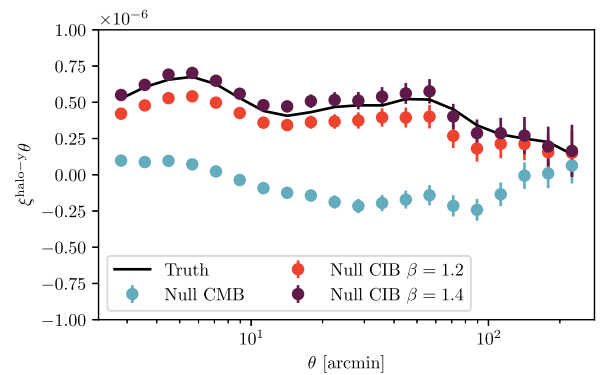 ×10⁻⁶
1.00
0.75
0.50
0.25
0.00
−0.25
−0.50
−0.75
−1.00
ξʰᵃˡᵒ⁻ʸθ
Truth
Null CMB
Null CIB β = 1.2
Null CIB β = 1.4
10¹
10²
θ [arcmin]